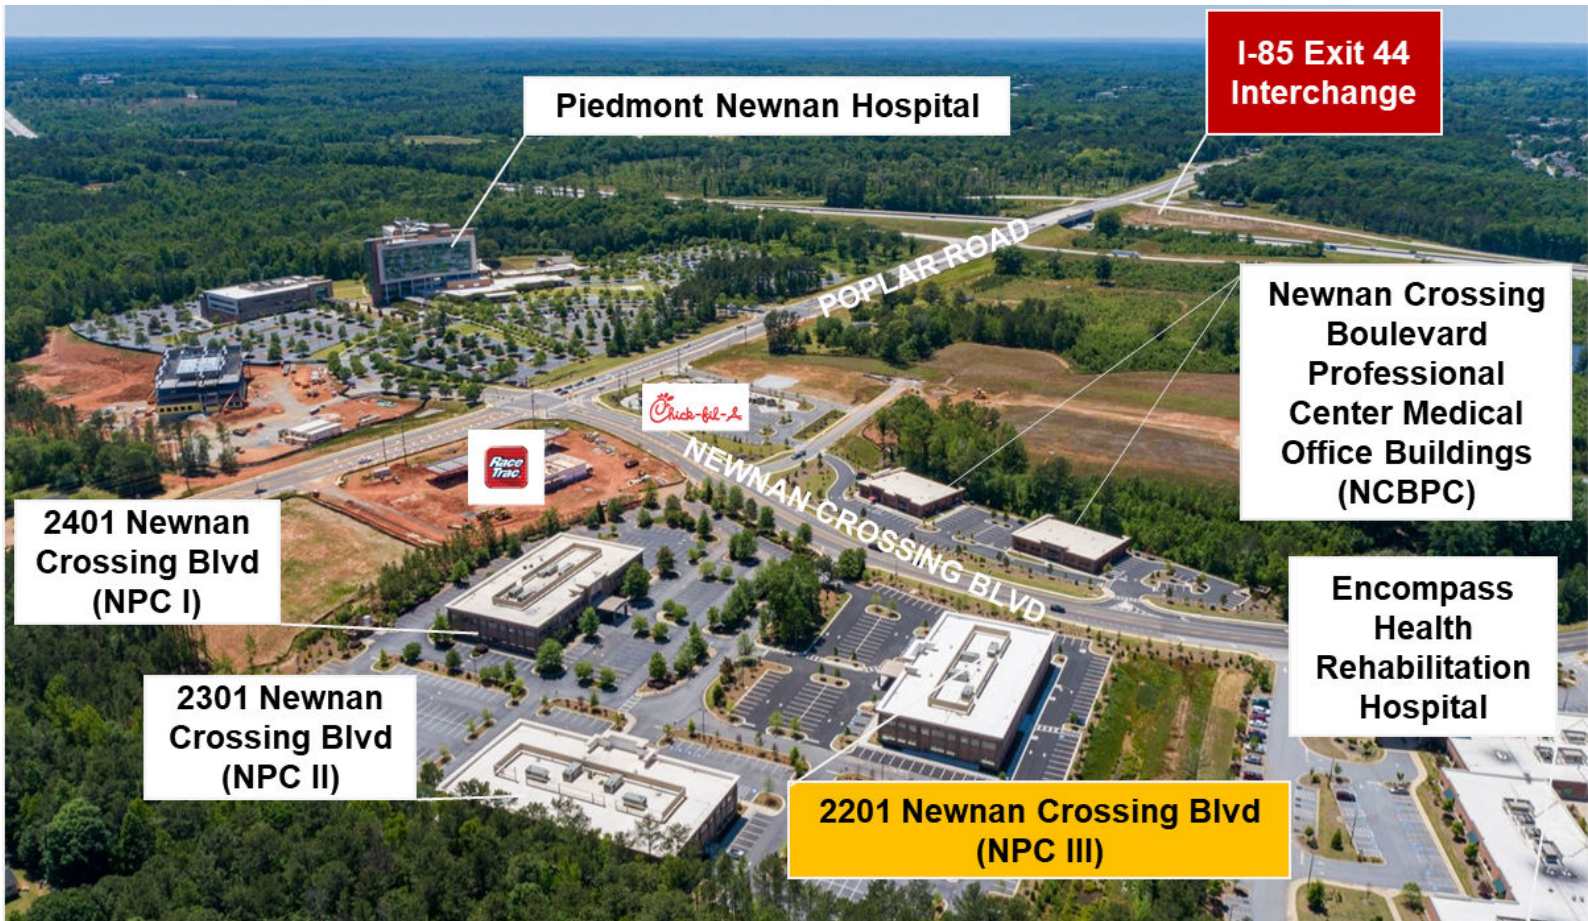 I-85 Exit 44
Interchange
Piedmont Newnan Hospital
POPLAR ROAD
Newnan Crossing
Boulevard
Professional
Center Medical
Office Buildings
(NCBPC)
Chick-fil-A
Race
Trac
NEWNAN CROSSING BLVD
2401 Newnan
Crossing Blvd
(NPC I)
Encompass
Health
Rehabilitation
Hospital
2301 Newnan
Crossing Blvd
(NPC II)
2201 Newnan Crossing Blvd
(NPC III)